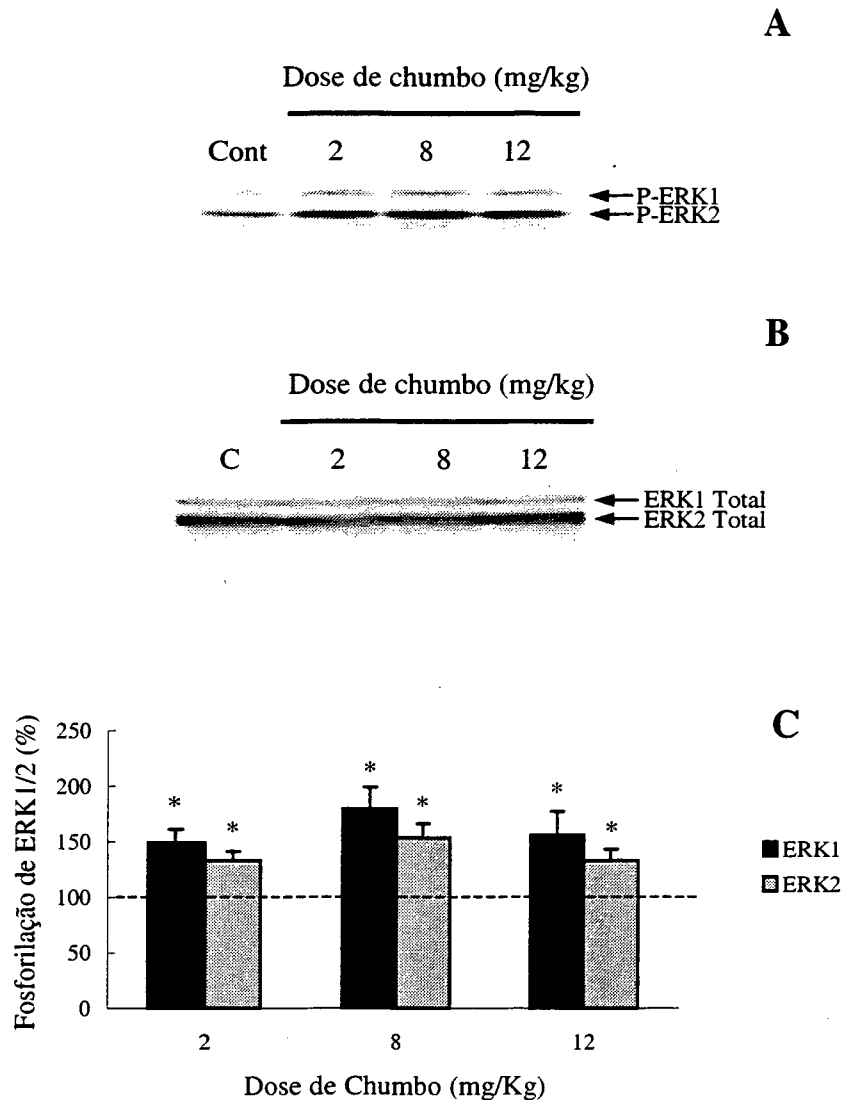 A
Dose de chumbo (mg/kg)
Cont 2 8 12
P-ERK1
P-ERK2
B
Dose de chumbo (mg/kg)
C 2 8 12
ERK1 Total
ERK2 Total
C
Fosforilação de ERK1/2 (%)
250
200
150
100
50
0
* * * * * *
ERK1
ERK2
2 8 12
Dose de Chumbo (mg/Kg)